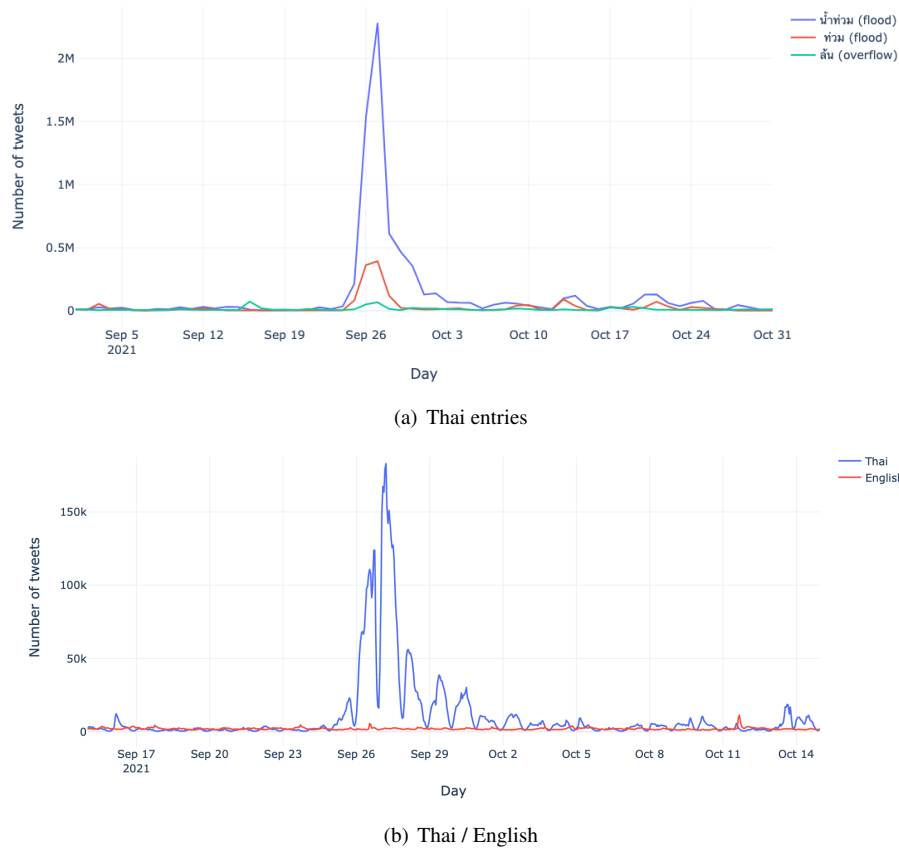 น้ำท่วม (flood)
ท่วม (flood)
ล้น (overflow)
2M
1.5M
1M
0.5M
0
Number of tweets
Sep 5
2021
Sep 12
Sep 19
Sep 26
Oct 3
Oct 10
Oct 17
Oct 24
Oct 31
Day
(a) Thai entries
Thai
English
150k
100k
50k
0
Number of tweets
Sep 17
2021
Sep 20
Sep 23
Sep 26
Sep 29
Oct 2
Oct 5
Oct 8
Oct 11
Oct 14
Day
(b) Thai / English